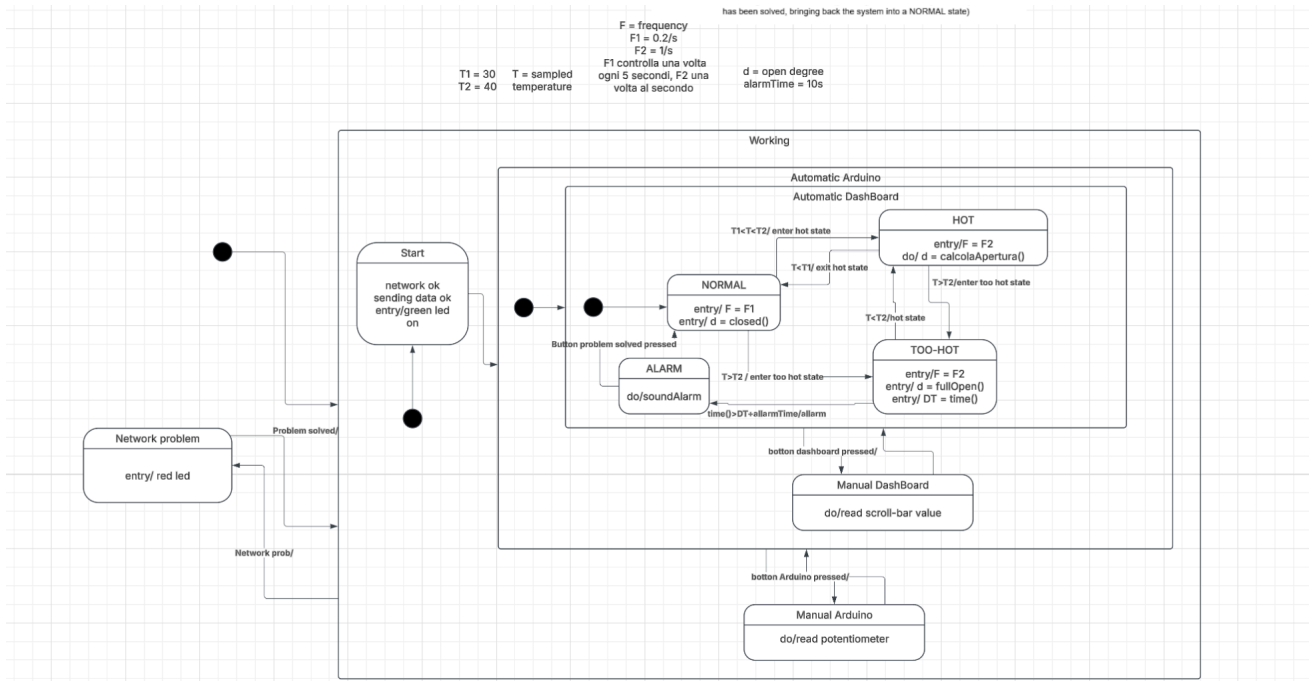 has been solved, bringing back the system into a NORMAL state)
F = frequency
F1 = 0.2/s
F2 = 1/s
F1 controlla una volta
ogni 5 secondi, F2 una
volta al secondo
T1 = 30
T2 = 40
T = sampled
temperature
d = open degree
alarmTime = 10s
Working
Automatic Arduino
Automatic DashBoard
Start
network ok
sending data ok
entry/green led
on
HOT
entry/F = F2
do/ d = calcolaApertura()
T1<T<T2/ enter hot state
T<T1/ exit hot state
NORMAL
entry/ F = F1
entry/ d = closed()
T>T2/enter too hot state
T<T2/hot state
Button problem solved pressed
TOO-HOT
entry/F = F2
entry/ d = fullOpen()
entry/ DT = time()
ALARM
do/soundAlarm
T>T2 / enter too hot state
time()>DT+allarmTime/allarm
Network problem
entry/ red led
Problem solved/
botton dashboard pressed/
Manual DashBoard
do/read scroll-bar value
Network prob/
botton Arduino pressed/
Manual Arduino
do/read potentiometer